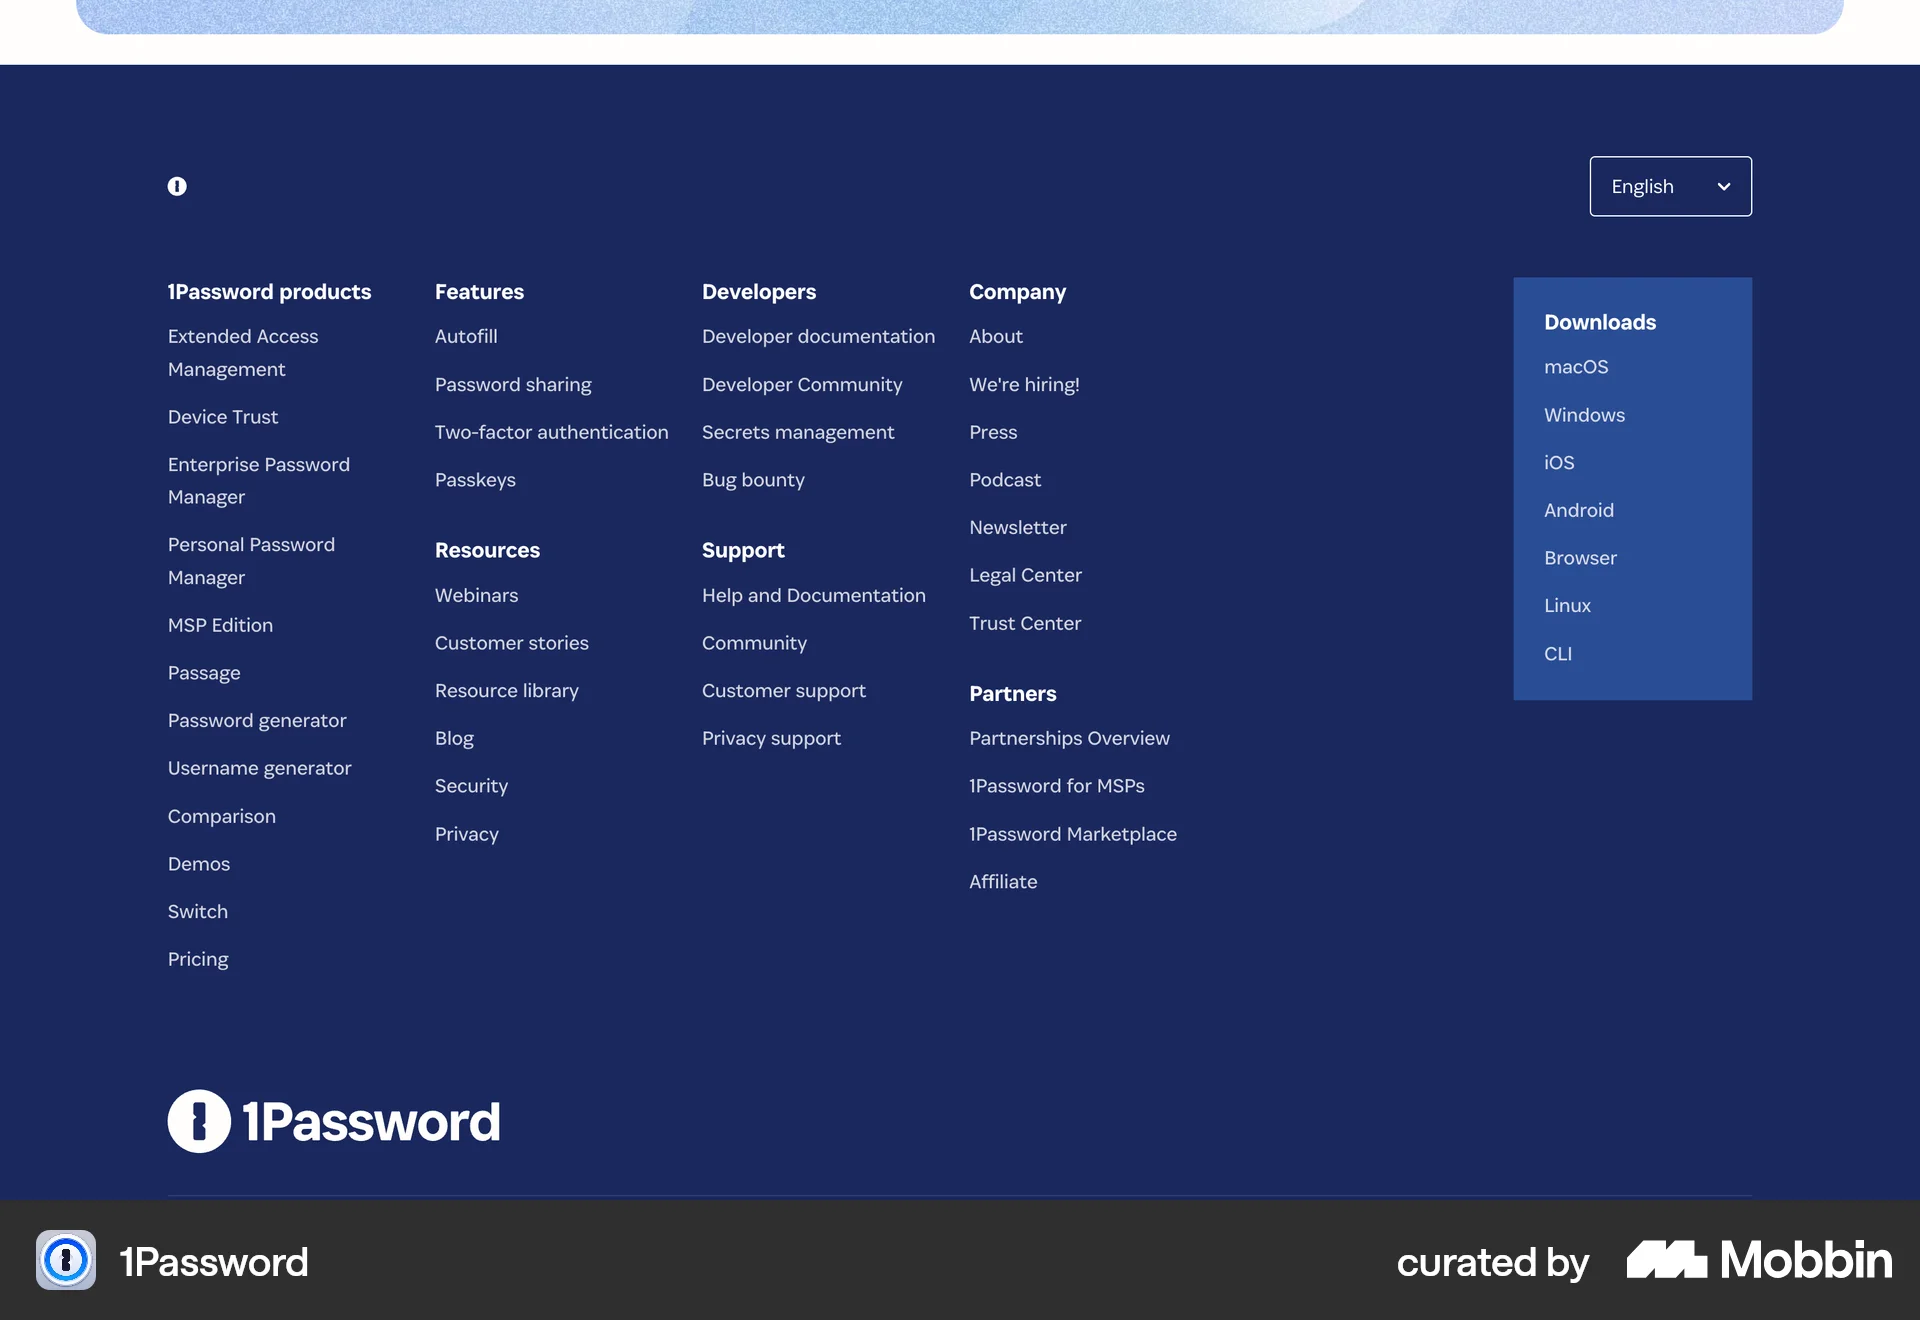 English
1Password products
Extended Access
Management
Device Trust
Enterprise Password
Manager
Personal Password
Manager
MSP Edition
Passage
Password generator
Username generator
Comparison
Demos
Switch
Pricing
Features
Autofill
Password sharing
Two-factor authentication
Passkeys
Resources
Webinars
Customer stories
Resource library
Blog
Security
Privacy
Developers
Developer documentation
Developer Community
Secrets management
Bug bounty
Support
Help and Documentation
Community
Customer support
Privacy support
Company
About
We're hiring!
Press
Podcast
Newsletter
Legal Center
Trust Center
Partners
Partnerships Overview
1Password for MSPs
1Password Marketplace
Affiliate
Downloads
macOS
Windows
iOS
Android
Browser
Linux
CLI
1Password
1Password
curated by Mobbin